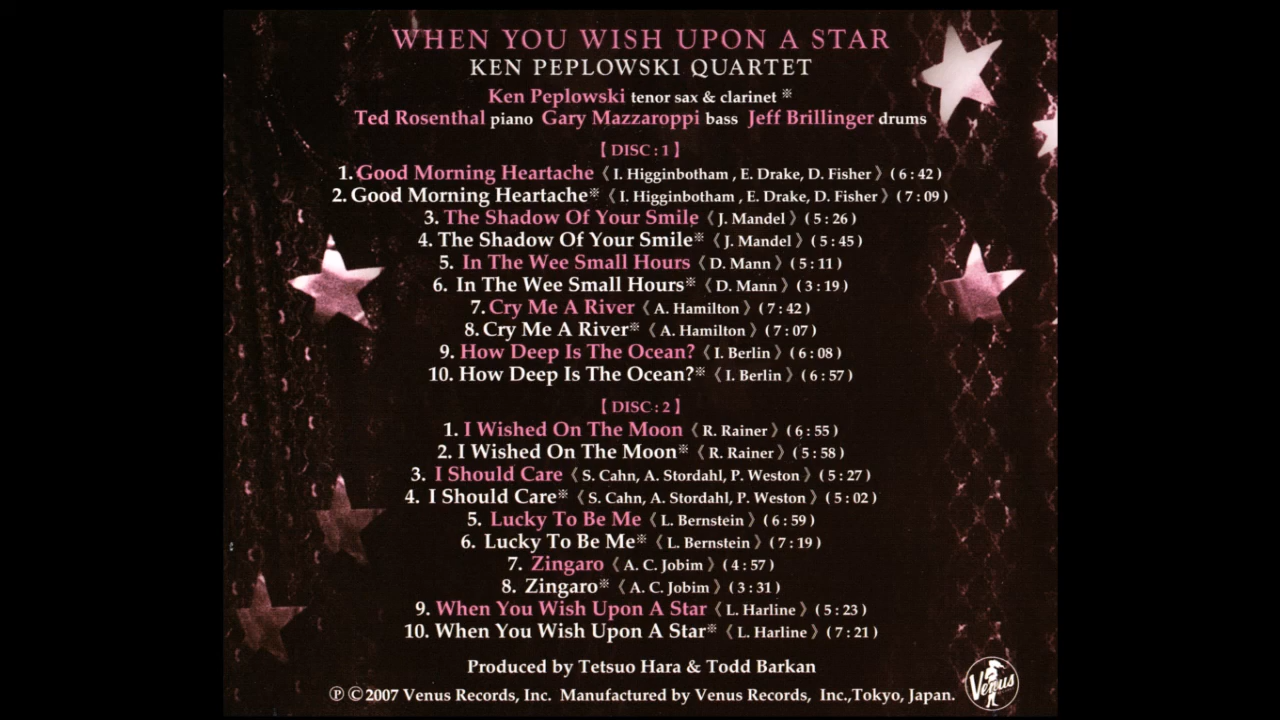 WHEN YOU WISH UPON A STAR
KEN PEPLOWSKI QUARTET
Ken Peplowski tenor sax & clarinet ※
Ted Rosenthal piano Gary Mazzaroppi bass Jeff Brillinger drums
【 DISC : 1 】
1. Good Morning Heartache《 I. Higginbotham , E. Drake, D. Fisher 》( 6 : 42 )
2. Good Morning Heartache※《 I. Higginbotham , E. Drake, D. Fisher 》( 7 : 09 )
3. The Shadow Of Your Smile《 J. Mandel 》( 5 : 26 )
4. The Shadow Of Your Smile※《 J. Mandel 》( 5 : 45 )
5. In The Wee Small Hours《 D. Mann 》( 5 : 11 )
6. In The Wee Small Hours※《 D. Mann 》( 3 : 19 )
7. Cry Me A River《 A. Hamilton 》( 7 : 42 )
8. Cry Me A River※《 A. Hamilton 》( 7 : 07 )
9. How Deep Is The Ocean?《 I. Berlin 》( 6 : 08 )
10. How Deep Is The Ocean?※《 I. Berlin 》( 6 : 57 )
【 DISC : 2 】
1. I Wished On The Moon《 R. Rainer 》( 6 : 55 )
2. I Wished On The Moon※《 R. Rainer 》( 5 : 58 )
3. I Should Care《 S. Cahn, A. Stordahl, P. Weston 》( 5 : 27 )
4. I Should Care※《 S. Cahn, A. Stordahl, P. Weston 》( 5 : 02 )
5. Lucky To Be Me《 L. Bernstein 》( 6 : 59 )
6. Lucky To Be Me※《 L. Bernstein 》( 7 : 19 )
7. Zingaro《 A. C. Jobim 》( 4 : 57 )
8. Zingaro※《 A. C. Jobim 》( 3 : 31 )
9. When You Wish Upon A Star《 L. Harline 》( 5 : 23 )
10. When You Wish Upon A Star※《 L. Harline 》( 7 : 21 )
Produced by Tetsuo Hara & Todd Barkan
℗ © 2007 Venus Records, Inc. Manufactured by Venus Records, Inc.,Tokyo, Japan.
Venus